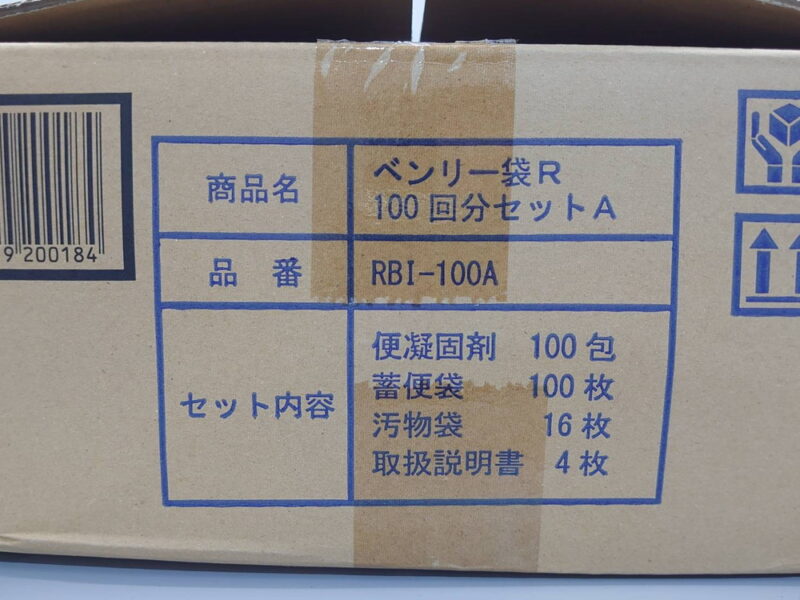 9 200184
商品名
ベンリー袋R
100回分セットA
品 番
RBI-100A
セット内容
便凝固剤 100包
蓄便袋 100枚
汚物袋 16枚
取扱説明書 4枚